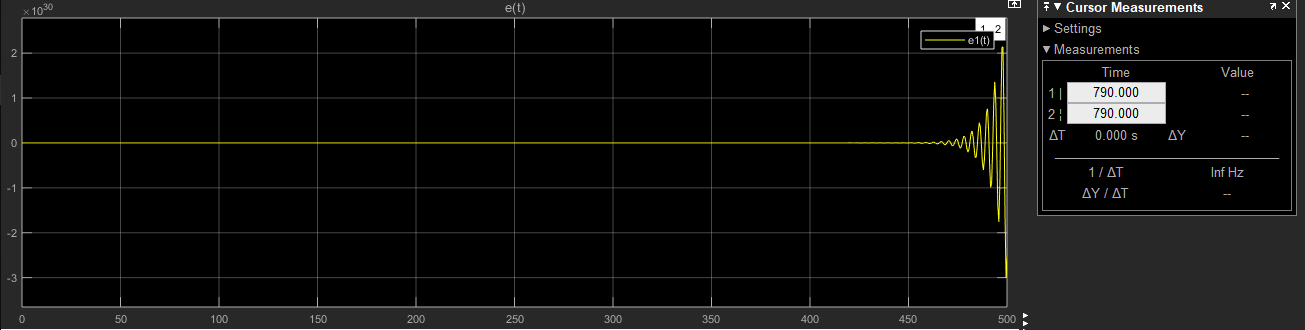 ×10³⁰
e(t)
1 2
e1(t)
2
1
0
-1
-2
-3
0 50 100 150 200 250 300 350 400 450 500
Cursor Measurements
Settings
Measurements
Time Value
1 | 790.000 --
2 ¦ 790.000 --
ΔT 0.000 s ΔY --
1 / ΔT Inf Hz
ΔY / ΔT --